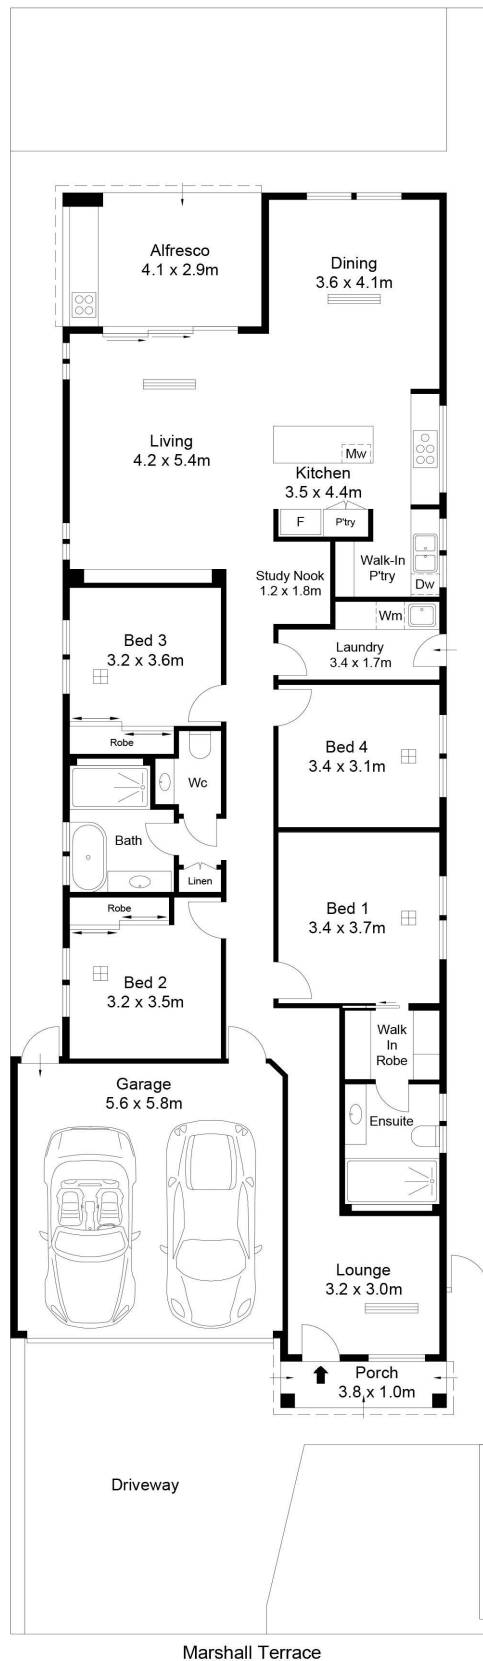 Alfresco
4.1 x 2.9m
Dining
3.6 x 4.1m
Living
4.2 x 5.4m
Mw
Kitchen
3.5 x 4.4m
F
P'try
Walk-In
P'try
Dw
Study Nook
1.2 x 1.8m
Wm
Laundry
3.4 x 1.7m
Bed 3
3.2 x 3.6m
Robe
Bed 4
3.4 x 3.1m
Wc
Bath
Linen
Robe
Bed 1
3.4 x 3.7m
Bed 2
3.2 x 3.5m
Walk
In
Robe
Garage
5.6 x 5.8m
Ensuite
Lounge
3.2 x 3.0m
Porch
3.8 x 1.0m
Driveway
Marshall Terrace